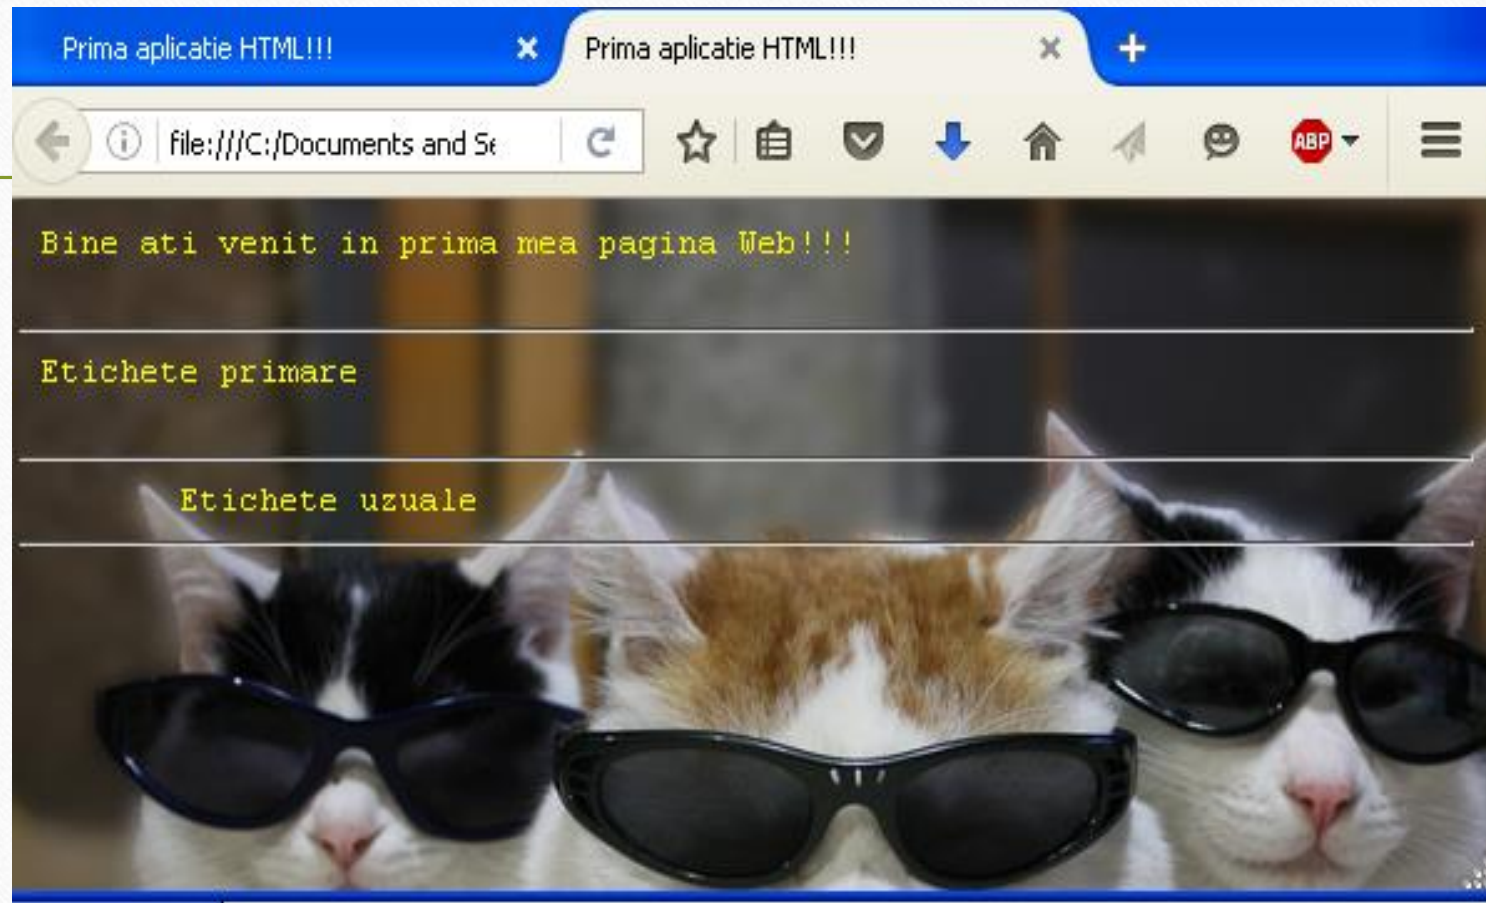 Prima aplicatie HTML!!!
Prima aplicatie HTML!!!
file:///C:/Documents and Se
ABP
Bine ati venit in prima mea pagina Web!!!
Etichete primare
Etichete uzuale